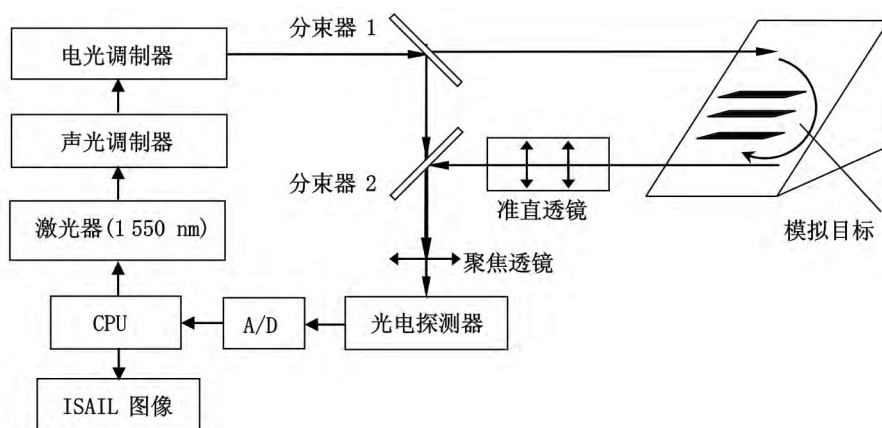 分束器 1
电光调制器
声光调制器
分束器 2
准直透镜
激光器(1 550 nm)
模拟目标
聚焦透镜
CPU
A/D
光电探测器
ISAIL 图像